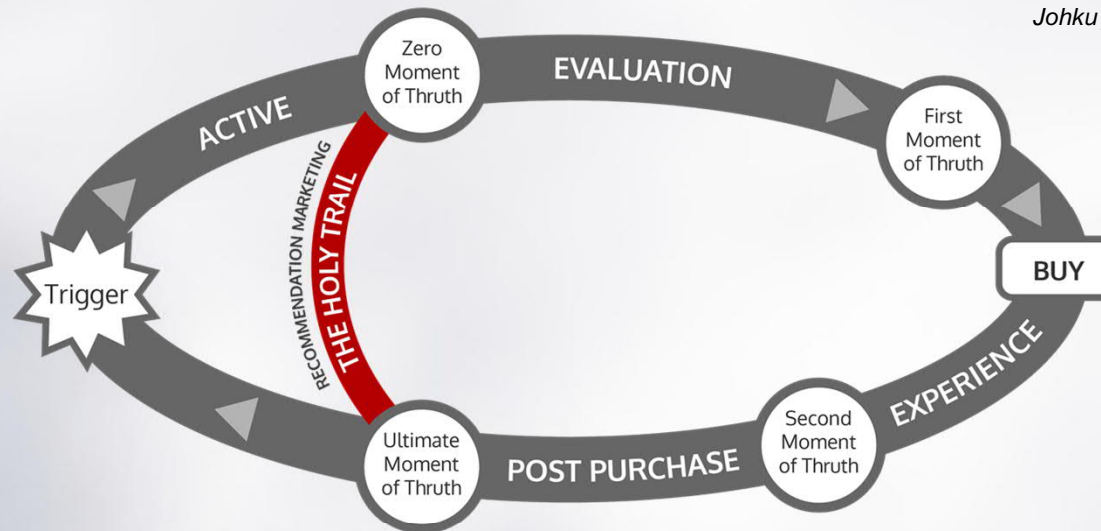 Johku
Zero
Moment
of Thruth
EVALUATION
First
Moment
of Thruth
ACTIVE
RECOMMENDATION MARKETING
THE HOLY TRAIL
Trigger
BUY
EXPERIENCE
Second
Moment
of Thruth
POST PURCHASE
Ultimate
Moment
of Thruth